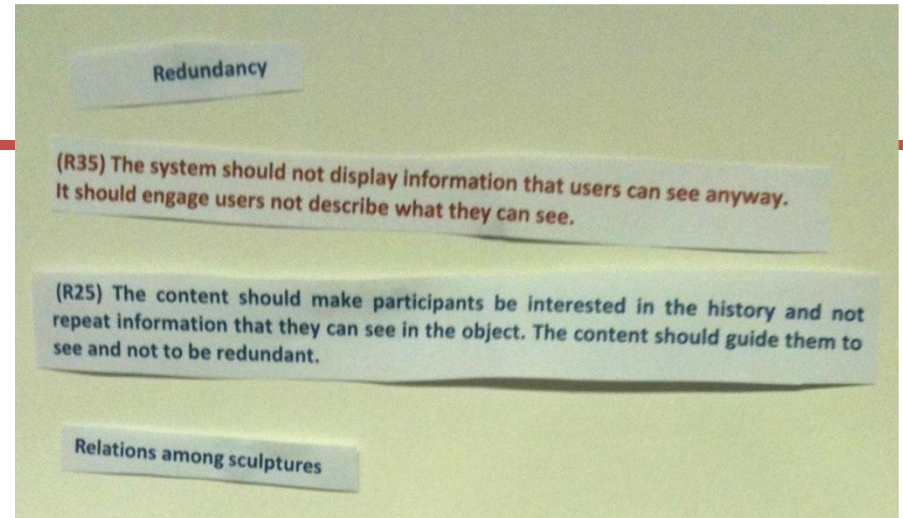 Redundancy
(R35) The system should not display information that users can see anyway.
It should engage users not describe what they can see.
(R25) The content should make participants be interested in the history and not
repeat information that they can see in the object. The content should guide them to
see and not to be redundant.
Relations among sculptures